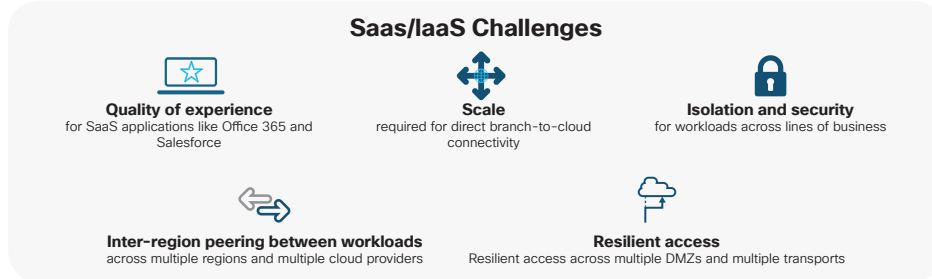 Saas/IaaS Challenges
Quality of experience
for SaaS applications like Office 365 and
Salesforce
Scale
required for direct branch-to-cloud
connectivity
Isolation and security
for workloads across lines of business
Inter-region peering between workloads
across multiple regions and multiple cloud providers
Resilient access
Resilient access across multiple DMZs and multiple transports